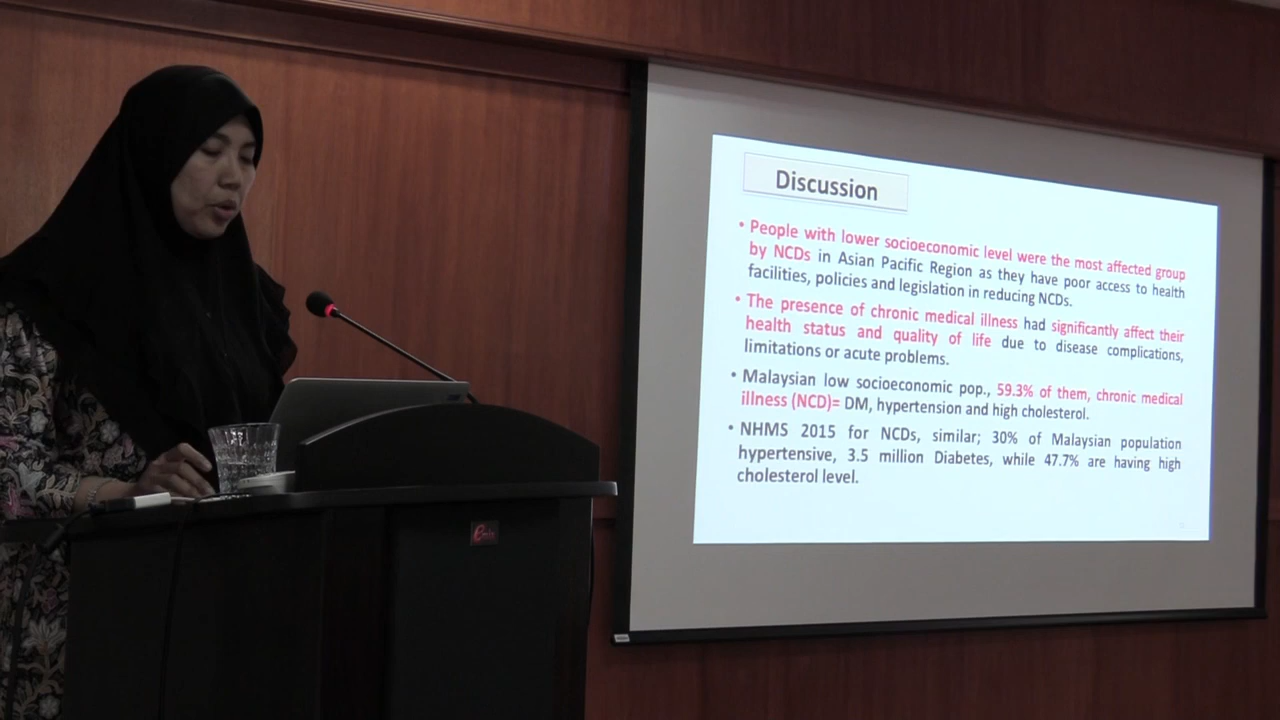 Discussion
• People with lower socioeconomic level were the most affected group
by NCDs in Asian Pacific Region as they have poor access to health
facilities, policies and legislation in reducing NCDs.
• The presence of chronic medical illness had significantly affect their
health status and quality of life due to disease complications,
limitations or acute problems.
• Malaysian low socioeconomic pop., 59.3% of them, chronic medical
illness (NCD)= DM, hypertension and high cholesterol.
• NHMS 2015 for NCDs, similar; 30% of Malaysian population
hypertensive, 3.5 million Diabetes, while 47.7% are having high
cholesterol level.